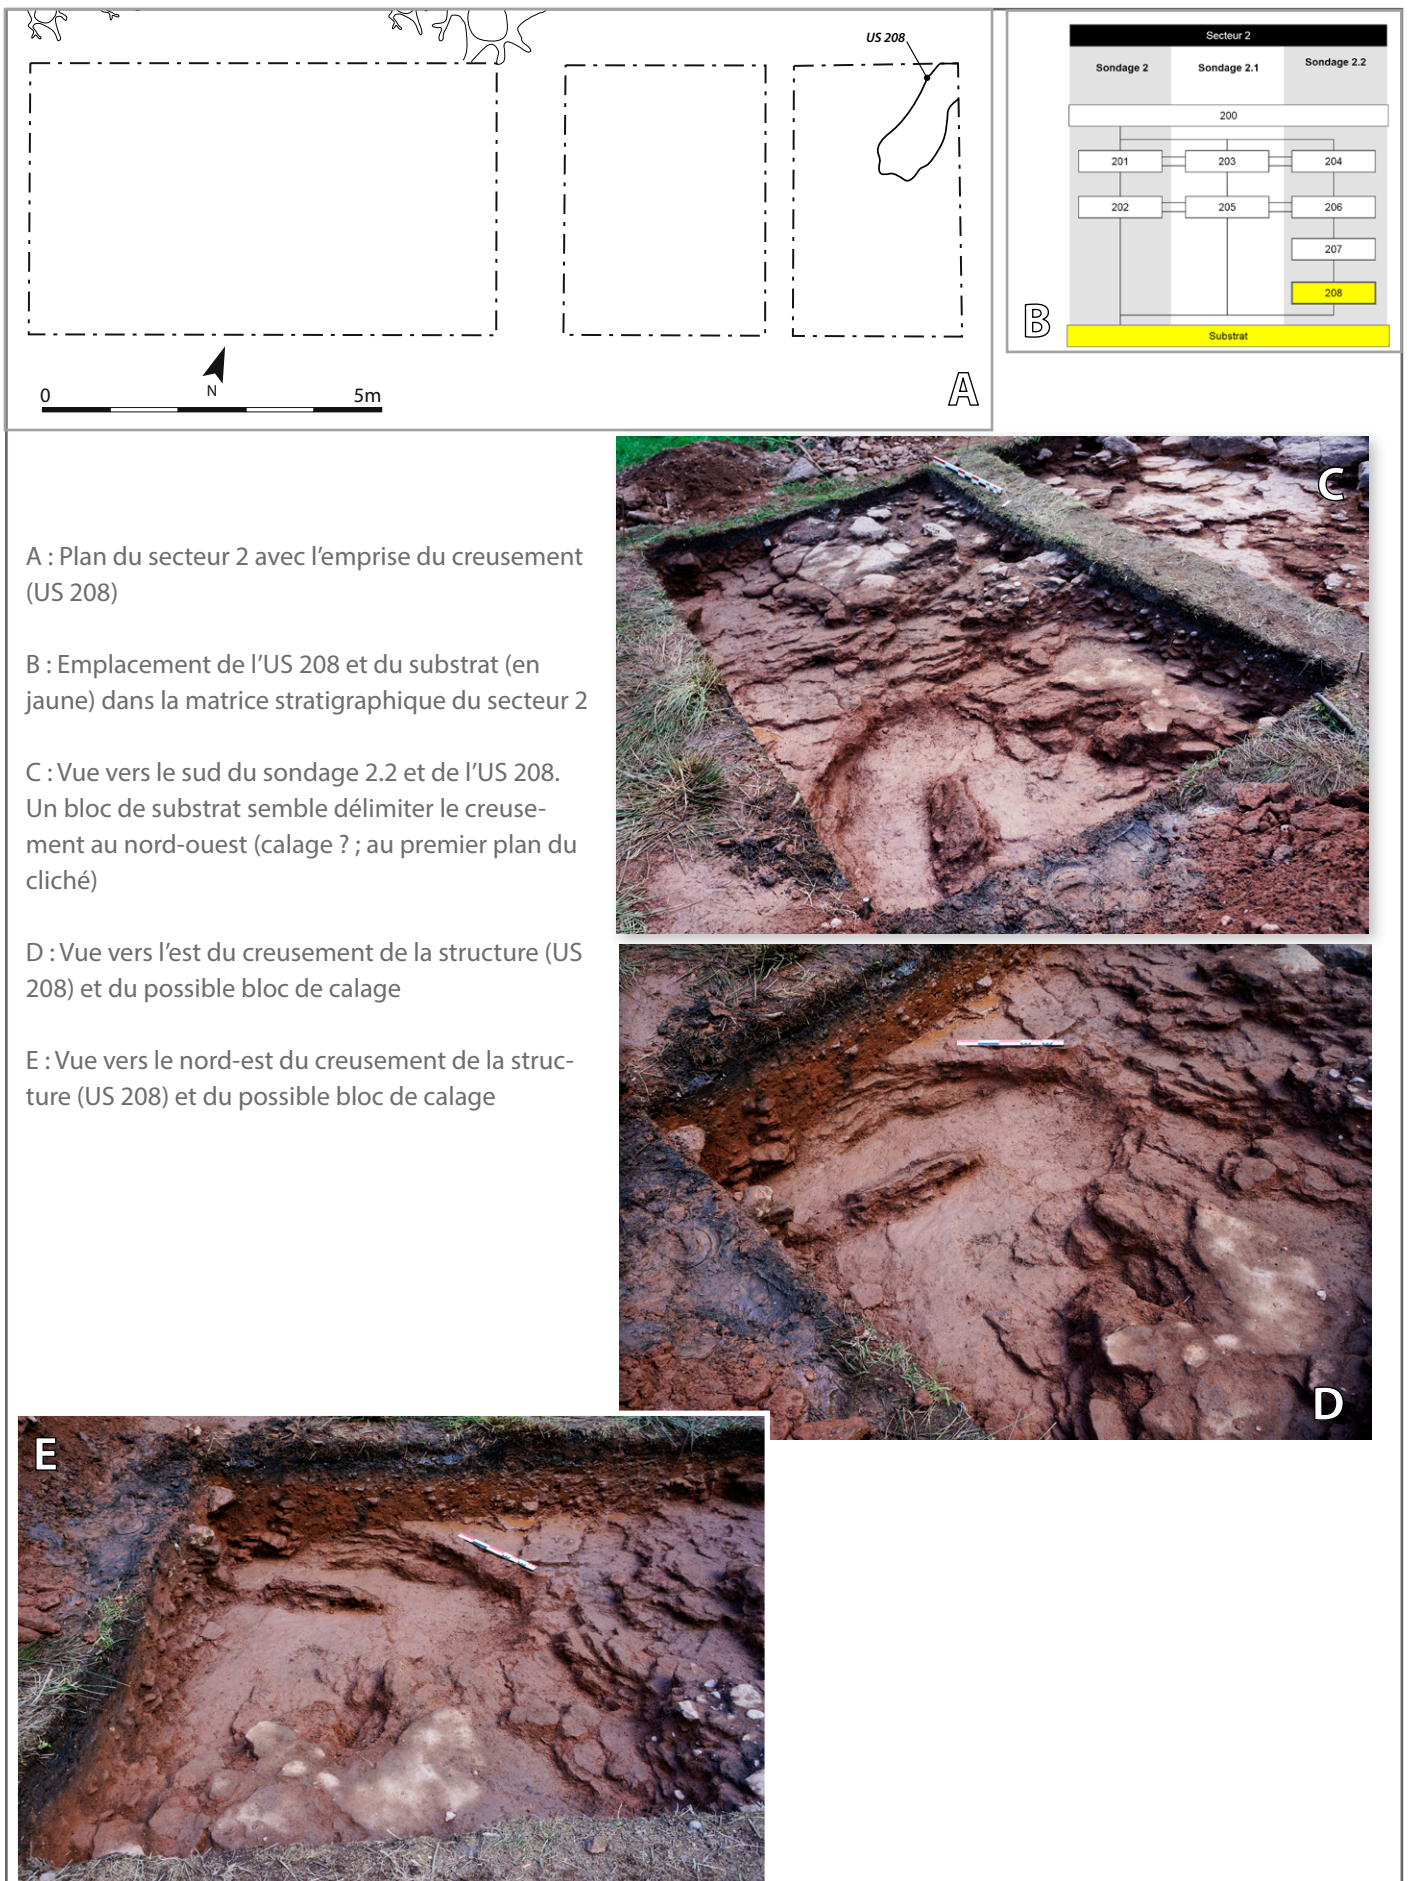 US 208
N
0 5m
A
Secteur 2
Sondage 2 Sondage 2.1 Sondage 2.2
200
201 203 204
202 205 206
207
208
Substrat
B
A : Plan du secteur 2 avec l’emprise du creusement
(US 208)
B : Emplacement de l’US 208 et du substrat (en
jaune) dans la matrice stratigraphique du secteur 2
C : Vue vers le sud du sondage 2.2 et de l’US 208.
Un bloc de substrat semble délimiter le creuse-
ment au nord-ouest (calage ? ; au premier plan du
cliché)
D : Vue vers l’est du creusement de la structure (US
208) et du possible bloc de calage
E : Vue vers le nord-est du creusement de la struc-
ture (US 208) et du possible bloc de calage
C
D
E